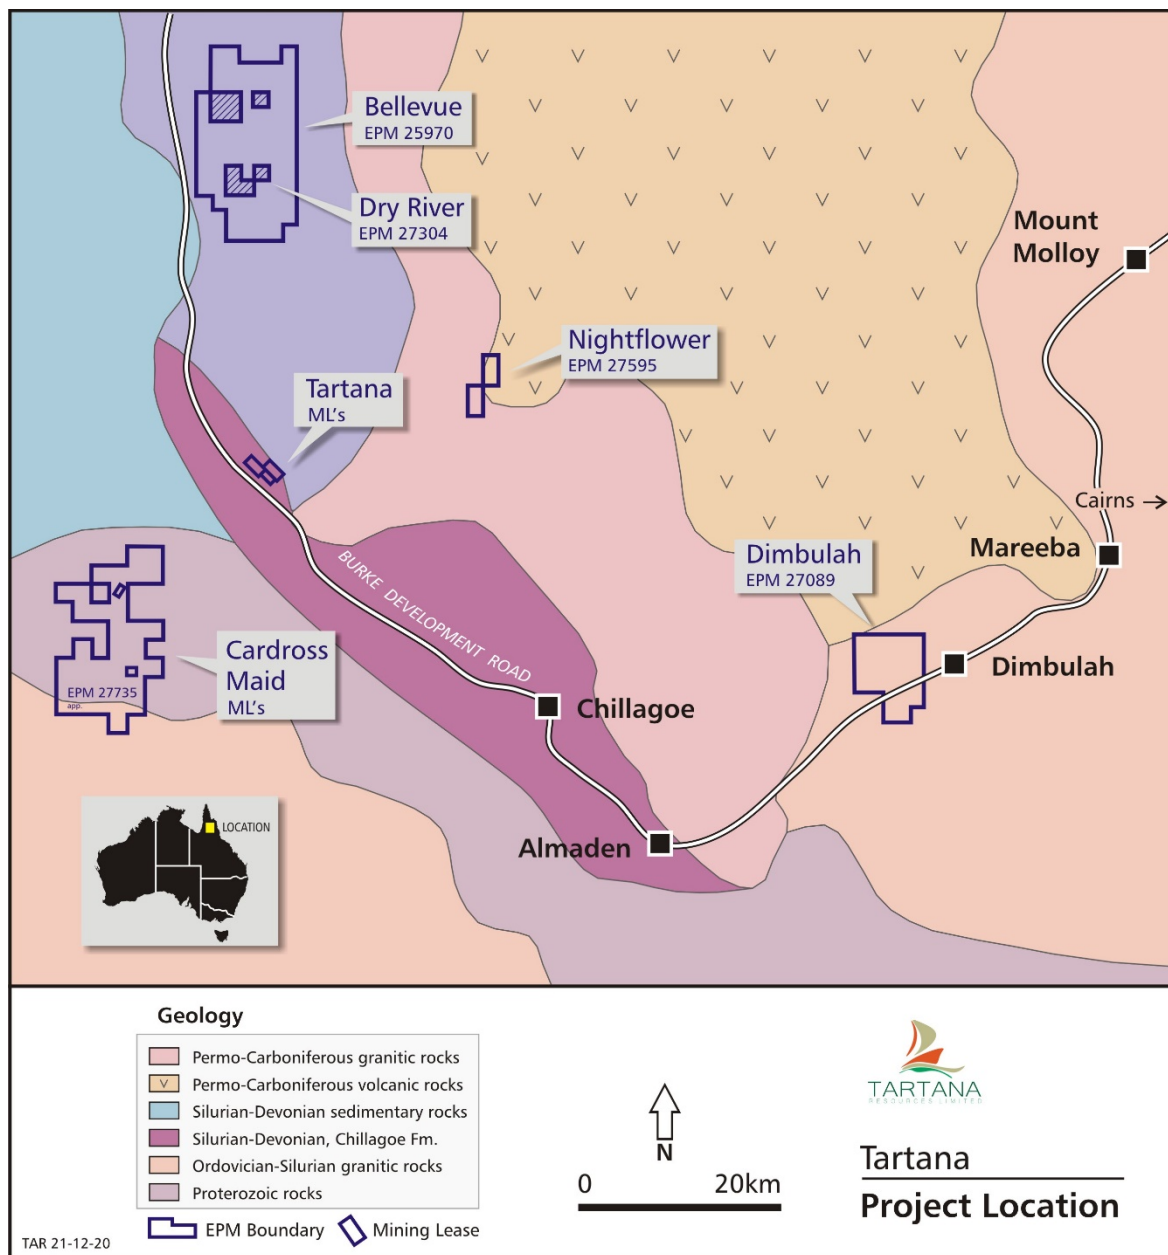 Bellevue
EPM 25970
Dry River
EPM 27304
Mount
Molloy
Nightflower
EPM 27595
Tartana
ML's
Cairns →
Mareeba
Dimbulah
EPM 27089
BURKE DEVELOPMENT ROAD
Cardross
Maid
ML's
EPM 27735
app.
Dimbulah
Chillagoe
Almaden
LOCATION
Geology
Permo-Carboniferous granitic rocks
V Permo-Carboniferous volcanic rocks
Silurian-Devonian sedimentary rocks
Silurian-Devonian, Chillagoe Fm.
Ordovician-Silurian granitic rocks
Proterozoic rocks
EPM Boundary
Mining Lease
N
0 20km
TARTANA
RESOURCES LIMITED
Tartana
Project Location
TAR 21-12-20